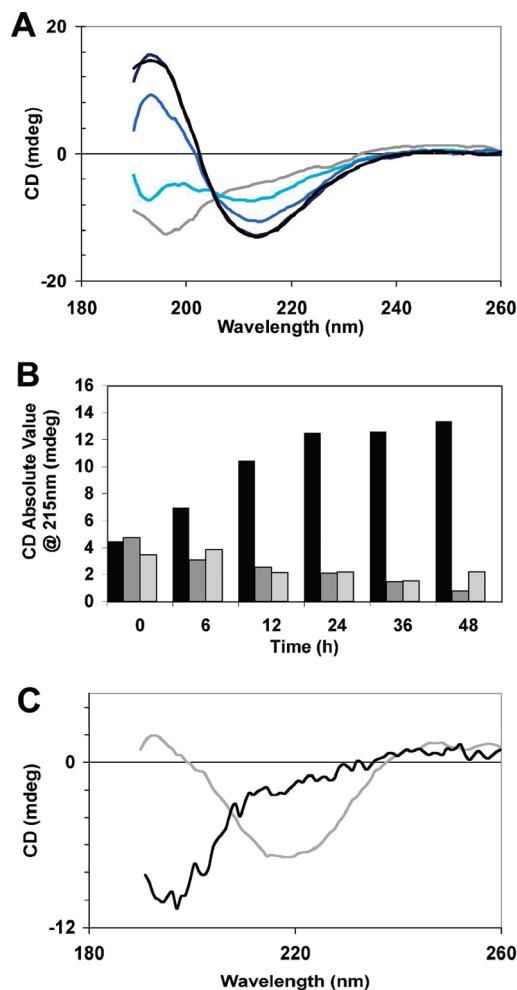 A
20
0
-20
CD (mdeg)
180 200 220 240 260
Wavelength (nm)
B
16
14
12
10
8
6
4
2
0
CD Absolute Value
@ 215nm (mdeg)
0 6 12 24 36 48
Time (h)
C
0
-12
CD (mdeg)
180 220 260
Wavelength (nm)